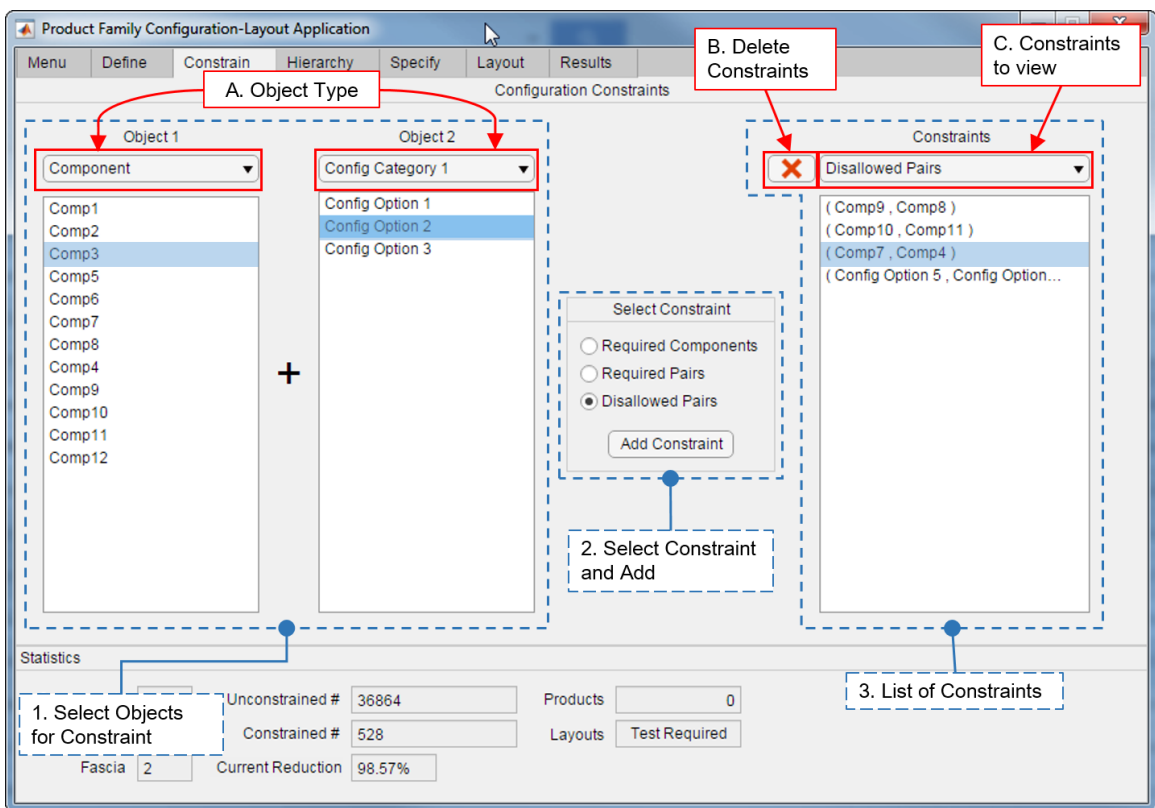 Product Family Configuration-Layout Application
Menu Define Constrain Hierarchy Specify Layout Results
Configuration Constraints
A. Object Type
B. Delete
Constraints
C. Constraints
to view
Object 1
Component
Comp1
Comp2
Comp3
Comp5
Comp6
Comp7
Comp8
Comp4
Comp9
Comp10
Comp11
Comp12
+
Object 2
Config Category 1
Config Option 1
Config Option 2
Config Option 3
Select Constraint
Required Components
Required Pairs
Disallowed Pairs
Add Constraint
2. Select Constraint
and Add
Constraints
Disallowed Pairs
( Comp9 , Comp8 )
( Comp10 , Comp11 )
( Comp7 , Comp4 )
( Config Option 5 , Config Option...
3. List of Constraints
Statistics
1. Select Objects
for Constraint
Unconstrained # 36864
Products 0
Constrained # 528
Layouts Test Required
Fascia 2
Current Reduction 98.57%